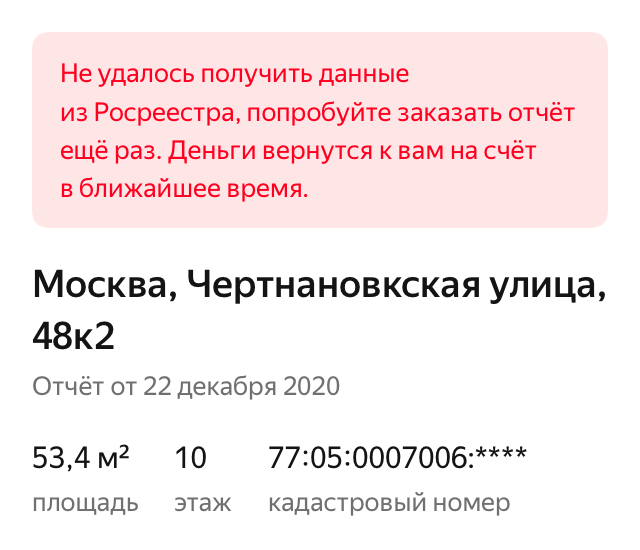 Не удалось получить данные
из Росреестра, попробуйте заказать отчёт
ещё раз. Деньги вернутся к вам на счёт
в ближайшее время.
Москва, Чертнановкская улица,
48к2
Отчёт от 22 декабря 2020
53,4 м² 10 77:05:0007006:****
площадь этаж кадастровый номер